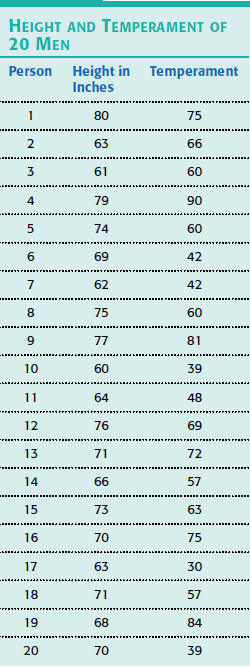 HEIGHT AND TEMPERAMENT OF
20 MEN
Person Height in Temperament
Inches
1 80 75
2 63 66
3 61 60
4 79 90
5 74 60
6 69 42
7 62 42
8 75 60
9 77 81
10 60 39
11 64 48
12 76 69
13 71 72
14 66 57
15 73 63
16 70 75
17 63 30
18 71 57
19 68 84
20 70 39